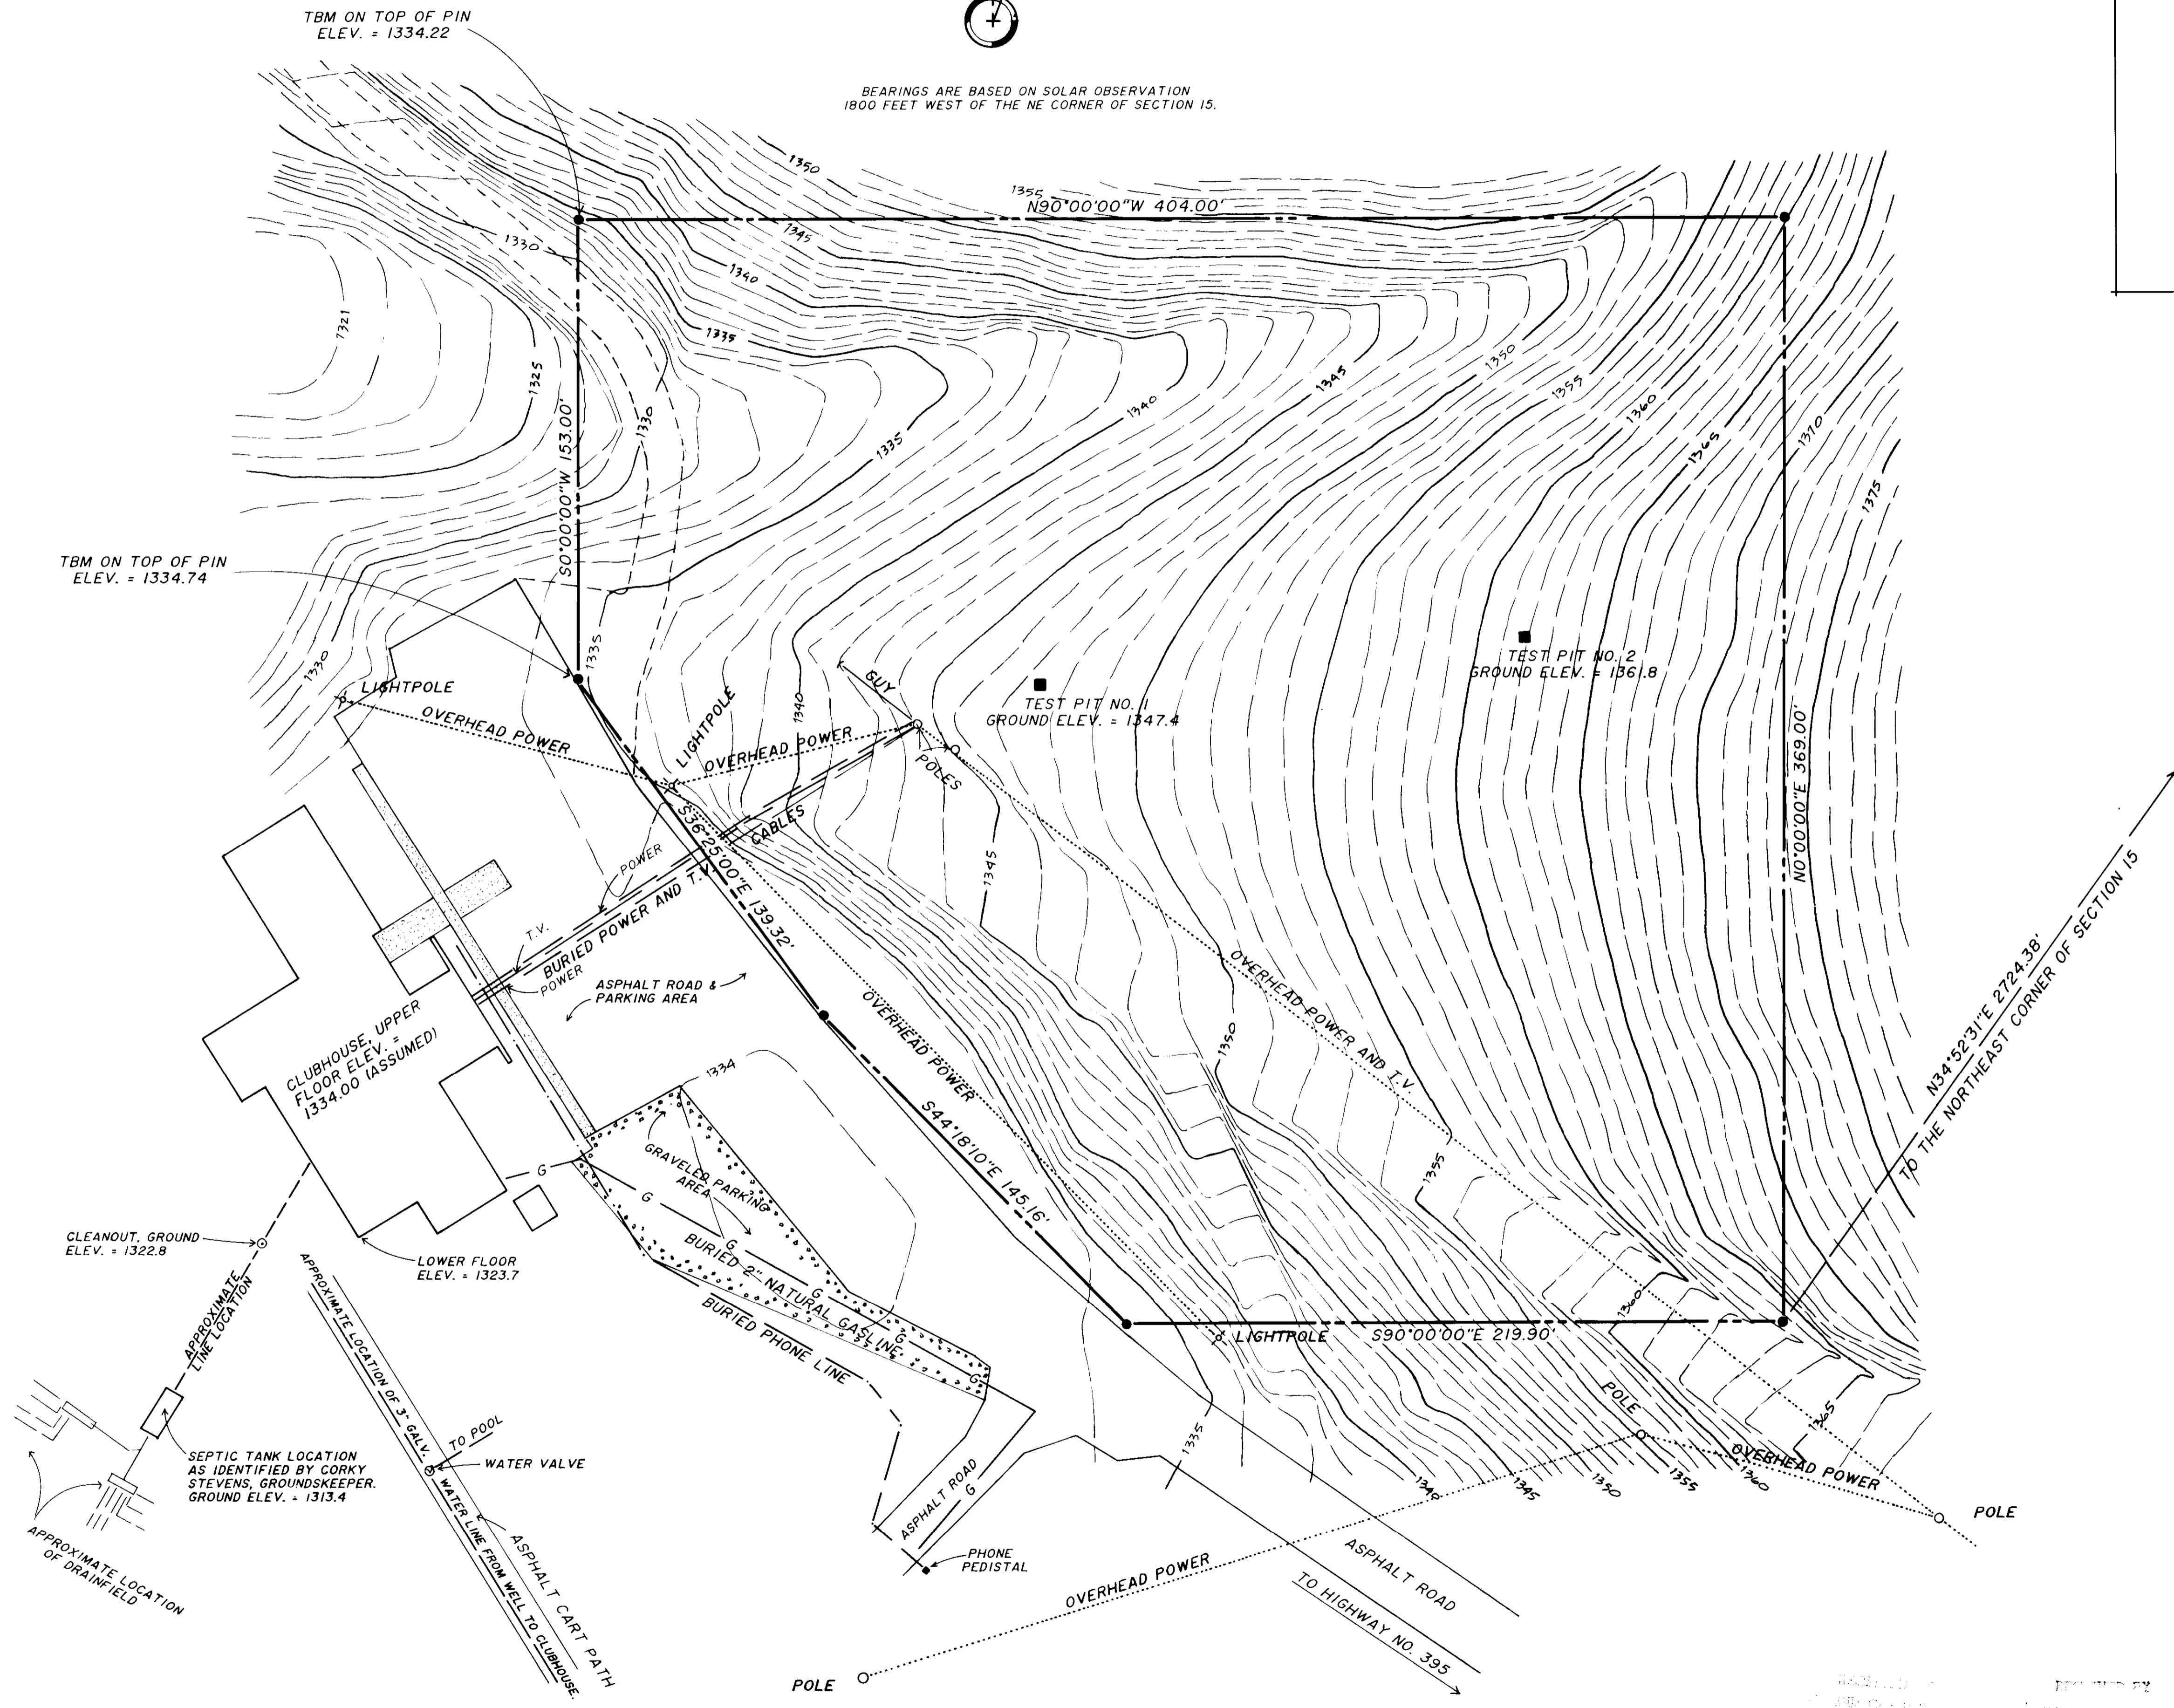 TBM ON TOP OF PIN
ELEV. = 1334.22
BEARINGS ARE BASED ON SOLAR OBSERVATION
1800 FEET WEST OF THE NE CORNER OF SECTION 15.
1350
1355
N90°00'00"W 404.00'
1345
1330
1340
1321
1335
1325
1330
S0°00'00"W 153.00'
1335
1340
1345
1350
1355
1360
1365
1370
1375
TBM ON TOP OF PIN
ELEV. = 1334.74
1330
1335
LIGHTPOLE
OVERHEAD POWER
LIGHTPOLE
OVERHEAD POWER
1340
GUY
POLES
TEST PIT NO. 1
GROUND ELEV. = 1347.4
TEST PIT NO. 2
GROUND ELEV. = 1361.8
N0°00'00"E 369.00'
CABLES
S36°25'00"E 139.32'
POWER
T.V.
BURIED POWER AND T.V.
POWER
1345
ASPHALT ROAD &
PARKING AREA
CLUBHOUSE, UPPER
FLOOR ELEV. =
1334.00 (ASSUMED)
OVERHEAD POWER
OVERHEAD POWER AND T.V.
1350
1334
N34°52'31"E 2724.38'
TO THE NORTHEAST CORNER OF SECTION 15
S44°18'10"E 145.16'
1355
G
GRAVELED PARKING
AREA
G
G
BURIED 2" NATURAL GASLINE
G
G
G
BURIED PHONE LINE
CLEANOUT, GROUND
ELEV. = 1322.8
LOWER FLOOR
ELEV. = 1323.7
APPROXIMATE
LINE LOCATION
APPROXIMATE LOCATION OF 3" GALV.
WATER LINE FROM WELL TO CLUBHOUSE.
TO POOL
WATER VALVE
SEPTIC TANK LOCATION
AS IDENTIFIED BY CORKY
STEVENS, GROUNDSKEEPER.
GROUND ELEV. = 1313.4
APPROXIMATE LOCATION
OF DRAINFIELD
ASPHALT CART PATH
LIGHTPOLE
S90°00'00"E 219.90'
1360
1365
POLE
OVERHEAD POWER
POLE
1335
1340
1345
1350
1355
1360
ASPHALT ROAD
G
PHONE
PEDISTAL
OVERHEAD POWER
ASPHALT ROAD
TO HIGHWAY NO. 395
POLE